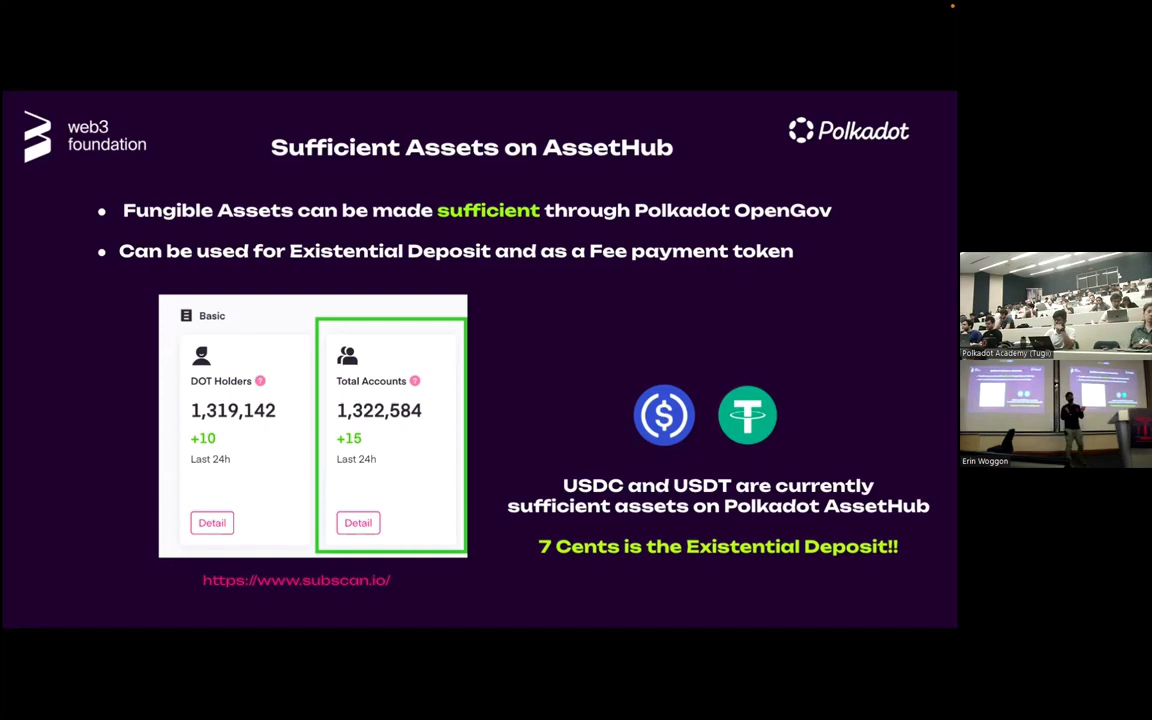 web3
foundation
Polkadot
Sufficient Assets on AssetHub
● Fungible Assets can be made sufficient through Polkadot OpenGov
● Can be used for Existential Deposit and as a Fee payment token
Basic
DOT Holders ?
1,319,142
+10
Last 24h
Detail
Total Accounts ?
1,322,584
+15
Last 24h
Detail
https://www.subscan.io/
USDC and USDT are currently
sufficient assets on Polkadot AssetHub
7 Cents is the Existential Deposit!!
Polkadot Academy (Tugii)
Erin Woggon